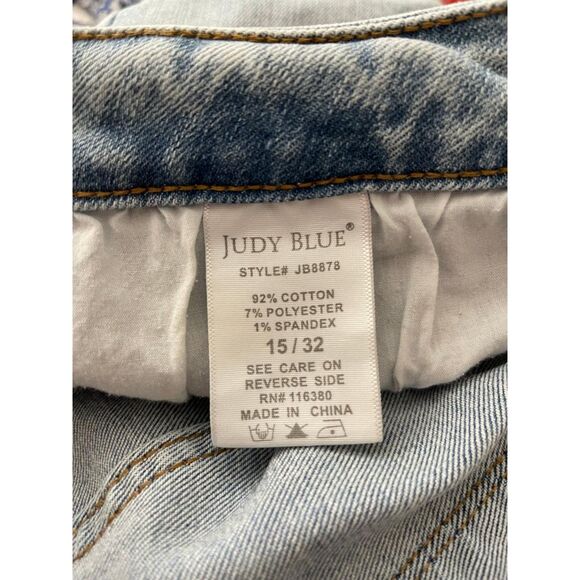 JUDY BLUE®
STYLE# JB8878
92% COTTON
7% POLYESTER
1% SPANDEX
15 / 32
SEE CARE ON
REVERSE SIDE
RN# 116380
MADE IN CHINA